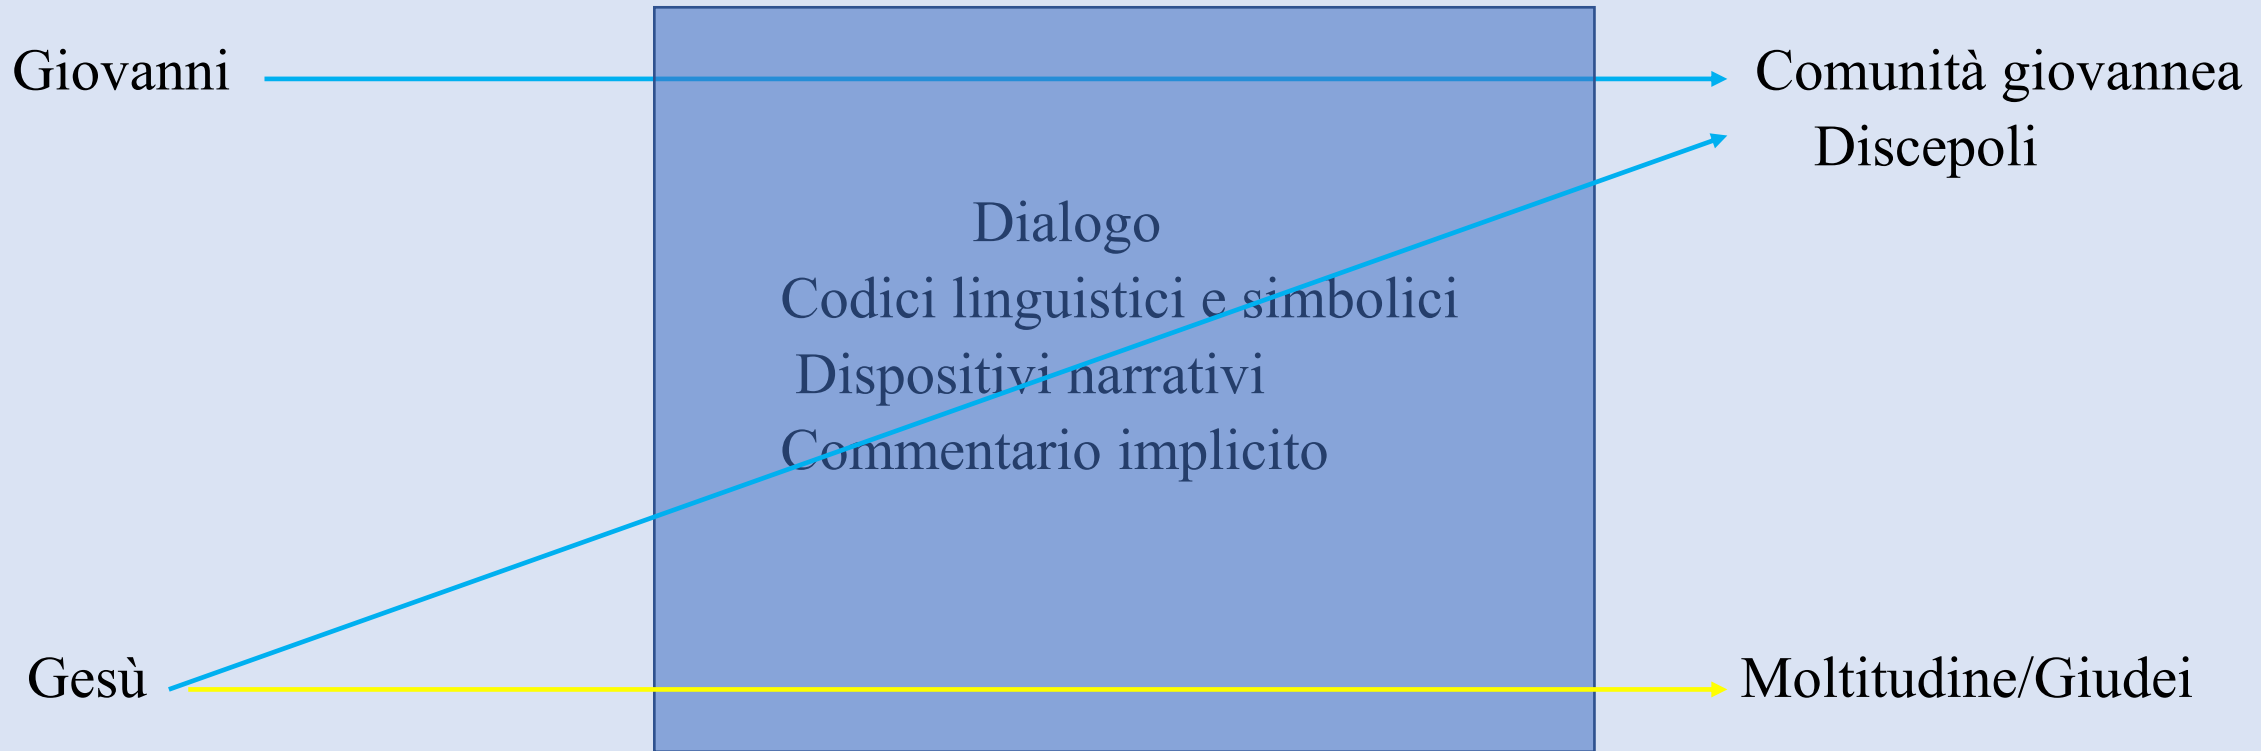 Giovanni
Comunità giovannea
Discepoli
Dialogo
Codici linguistici e simbolici
Dispositivi narrativi
Commentario implicito
Gesù
Moltitudine/Giudei